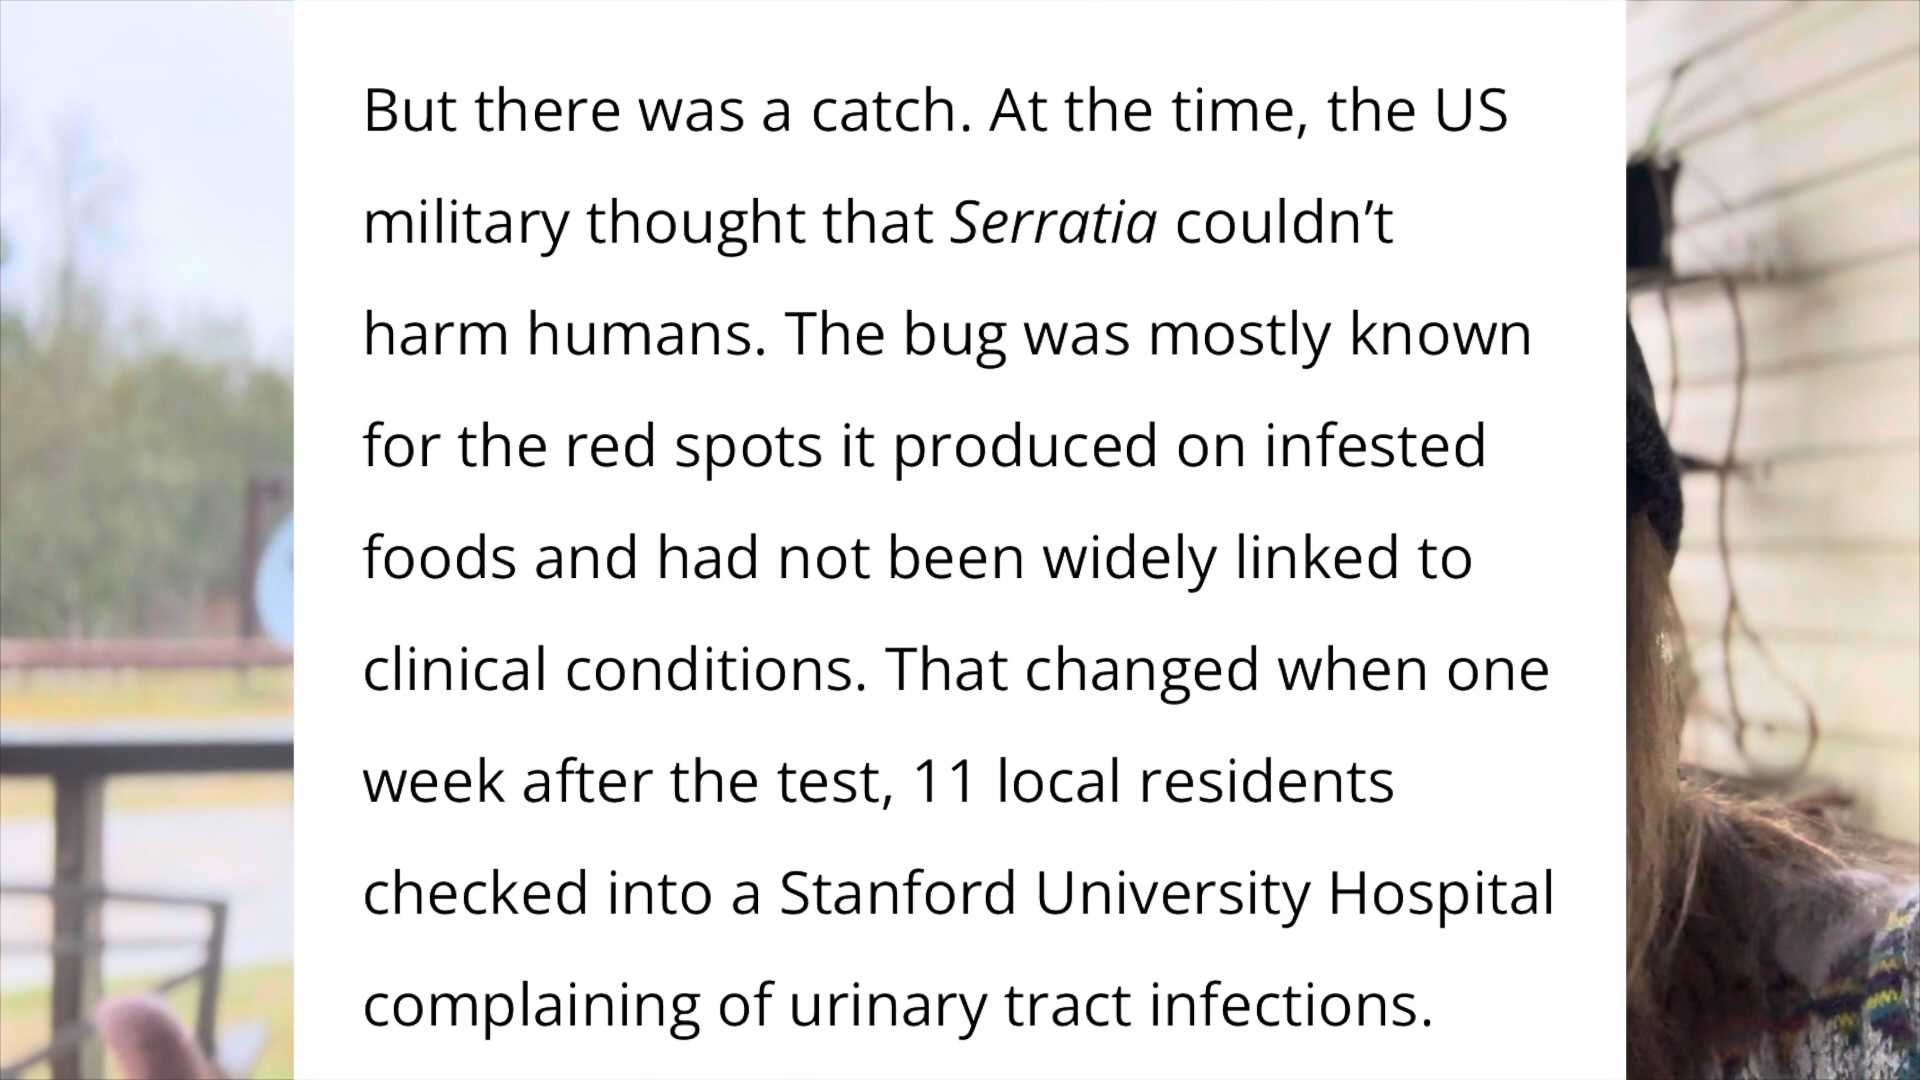 But there was a catch. At the time, the US
military thought that Serratia couldn’t
harm humans. The bug was mostly known
for the red spots it produced on infested
foods and had not been widely linked to
clinical conditions. That changed when one
week after the test, 11 local residents
checked into a Stanford University Hospital
complaining of urinary tract infections.